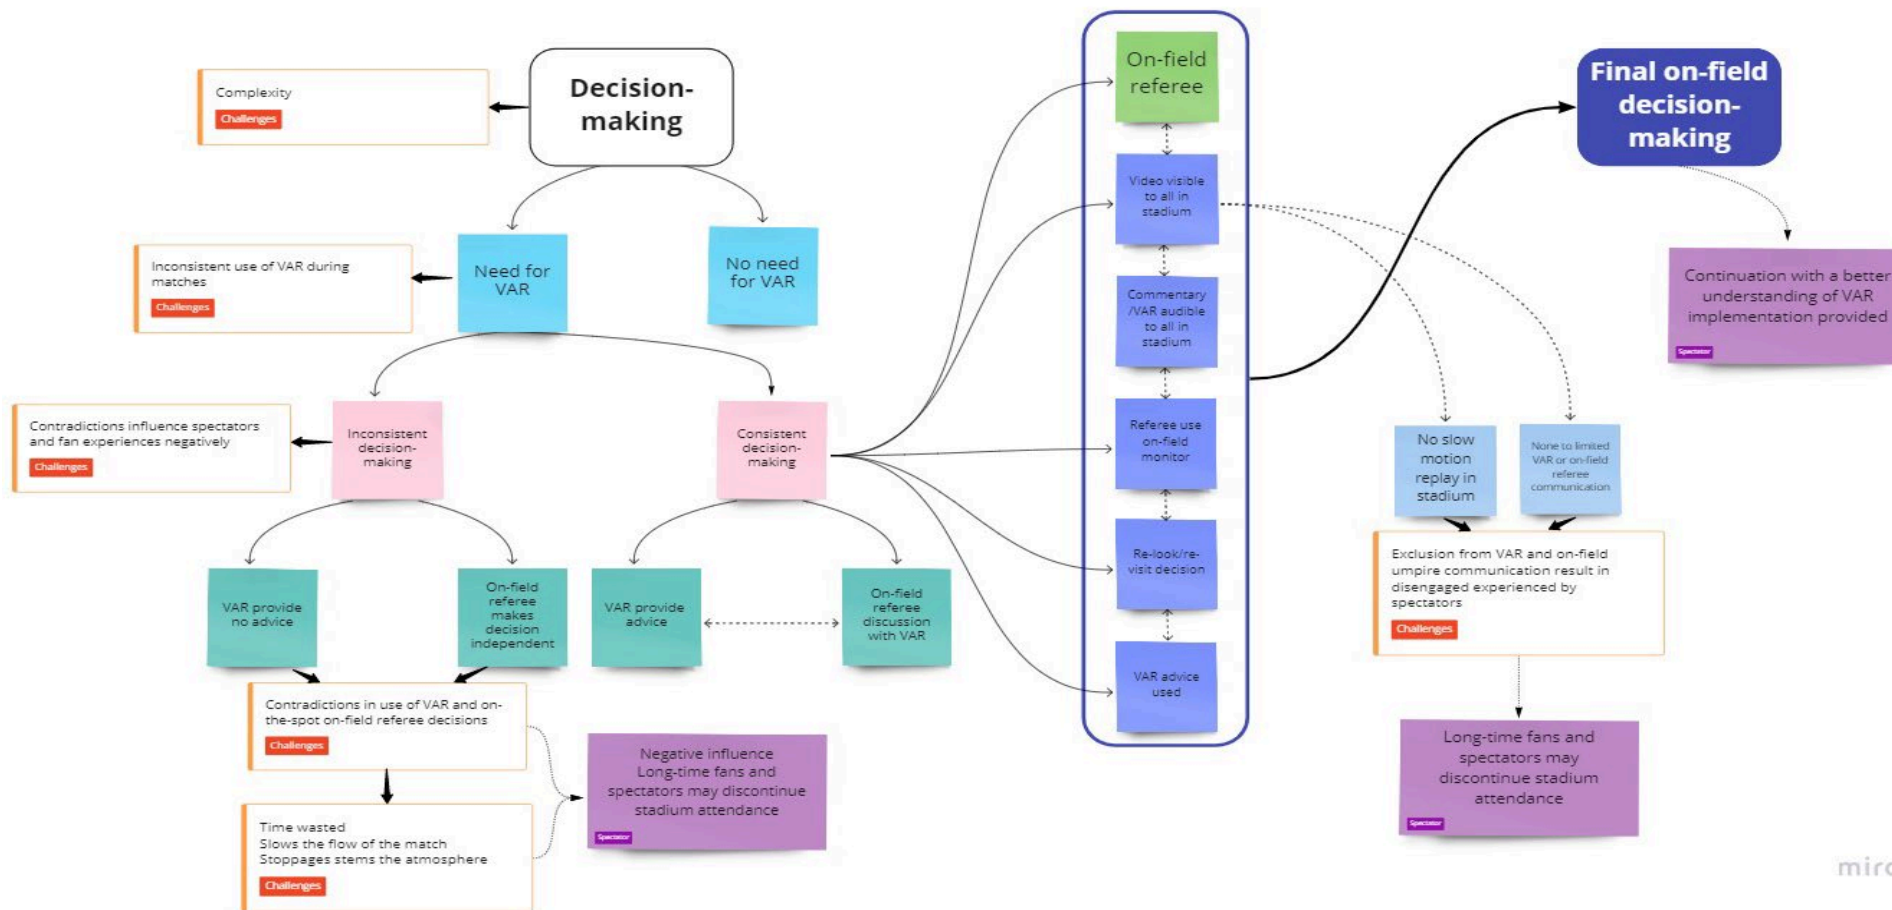 Complexity
Challenges
Decision-
making
On-field
referee
Final on-field
decision-
making
Video visible
to all in
stadium
Inconsistent use of VAR during
matches
Challenges
Need for
VAR
No need
for VAR
Commentary
/VAR audible
to all in
stadium
Continuation with a better
understanding of VAR
implementation provided
Spectator
Contradictions influence spectators
and fan experiences negatively
Challenges
Inconsistent
decision-
making
Consistent
decision-
making
Referee use
on-field
monitor
No slow
motion
replay in
stadium
None to limited
VAR or on-field
referee
communication
VAR provide
no advice
On-field
referee
makes
decision
independent
VAR provide
advice
On-field
referee
discussion
with VAR
Re-look/re-
visit decision
Exclusion from VAR and on-field
umpire communication result in
disengaged experienced by
spectators
Challenges
VAR advice
used
Contradictions in use of VAR and on-
the-spot on-field referee decisions
Challenges
Negative influence
Long-time fans and
spectators may discontinue
stadium attendance
Spectator
Long-time fans and
spectators may
discontinue stadium
attendance
Spectator
Time wasted
Slows the flow of the match
Stoppages stems the atmosphere
Challenges